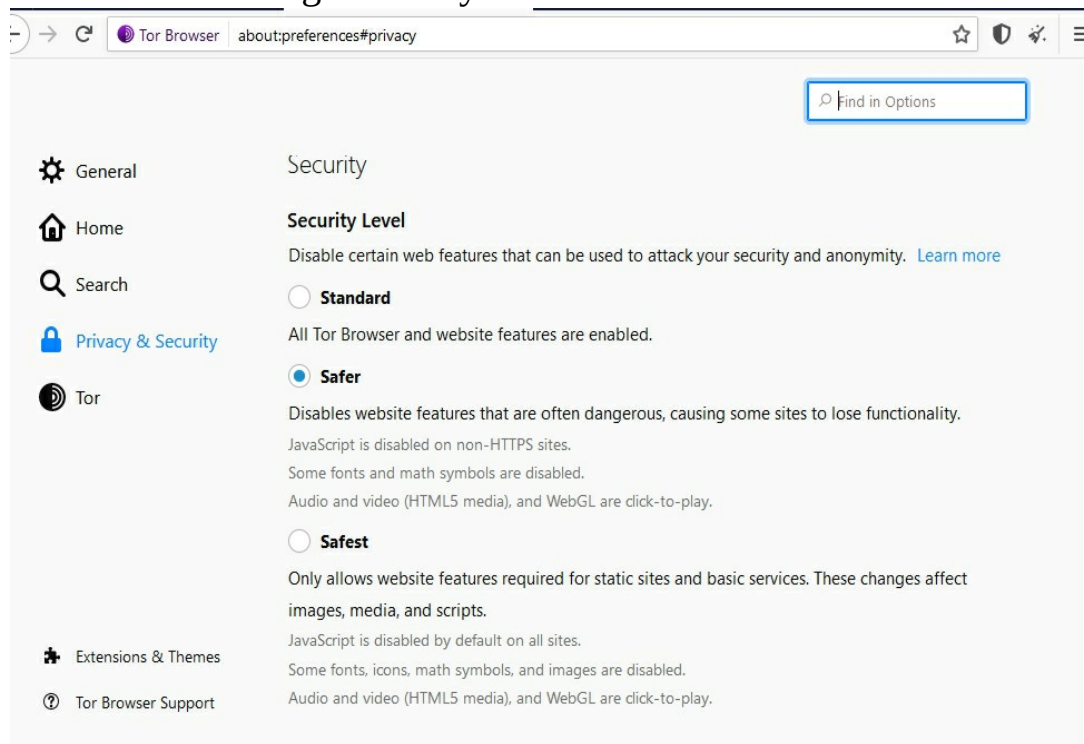 Tor Browser about:preferences#privacy
Find in Options
General
Home
Search
Privacy & Security
Tor
Extensions & Themes
Tor Browser Support
Security
Security Level
Disable certain web features that can be used to attack your security and anonymity. Learn more
Standard
All Tor Browser and website features are enabled.
Safer
Disables website features that are often dangerous, causing some sites to lose functionality.
JavaScript is disabled on non-HTTPS sites.
Some fonts and math symbols are disabled.
Audio and video (HTML5 media), and WebGL are click-to-play.
Safest
Only allows website features required for static sites and basic services. These changes affect
images, media, and scripts.
JavaScript is disabled by default on all sites.
Some fonts, icons, math symbols, and images are disabled.
Audio and video (HTML5 media), and WebGL are click-to-play.